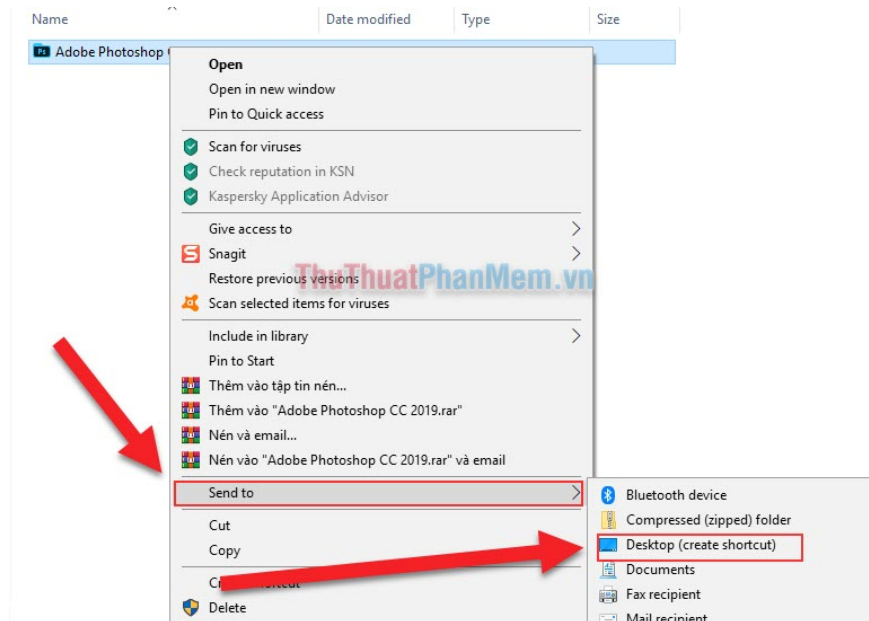 Name Date modified Type Size
Adobe Photoshop
Open
Open in new window
Pin to Quick access
Scan for viruses
Check reputation in KSN
Kaspersky Application Advisor
Give access to
Snagit
ThuThuatPhanMem.vn
Restore previous versions
Scan selected items for viruses
Include in library
Pin to Start
Thêm vào tập tin nén...
Thêm vào "Adobe Photoshop CC 2019.rar"
Nén và email...
Nén vào "Adobe Photoshop CC 2019.rar" và email
Send to
Cut
Copy
Delete
Bluetooth device
Compressed (zipped) folder
Desktop (create shortcut)
Documents
Fax recipient
Mail recipient